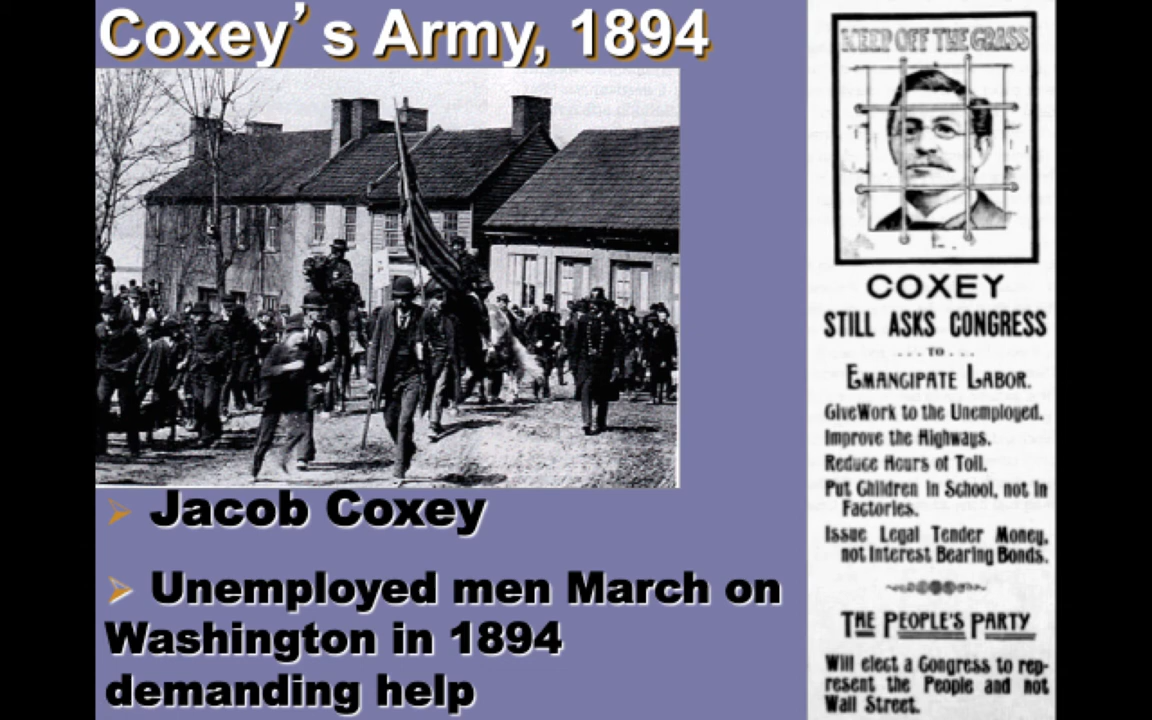 Coxey's Army, 1894
Jacob Coxey
Unemployed men March on
Washington in 1894
demanding help
KEEP OFF THE GRASS
COXEY
STILL ASKS CONGRESS
....TO....
EMANCIPATE LABOR.
Give Work to the Unemployed.
Improve the Highways.
Reduce Hours of Toil.
Put Children in School, not in
Factories.
Issue Legal Tender Money,
not Interest Bearing Bonds.
THE PEOPLE'S PARTY
Will elect a Congress to rep-
resent the People and not
Wall Street.